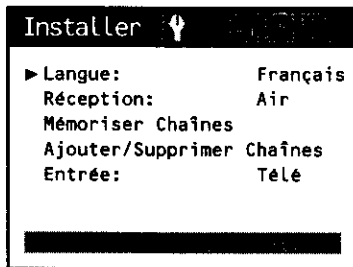 Installer
▶ Langue: Français
Réception: Air
Mémoriser Chaînes
Ajouter/Supprimer Chaînes
Entrée: Télé